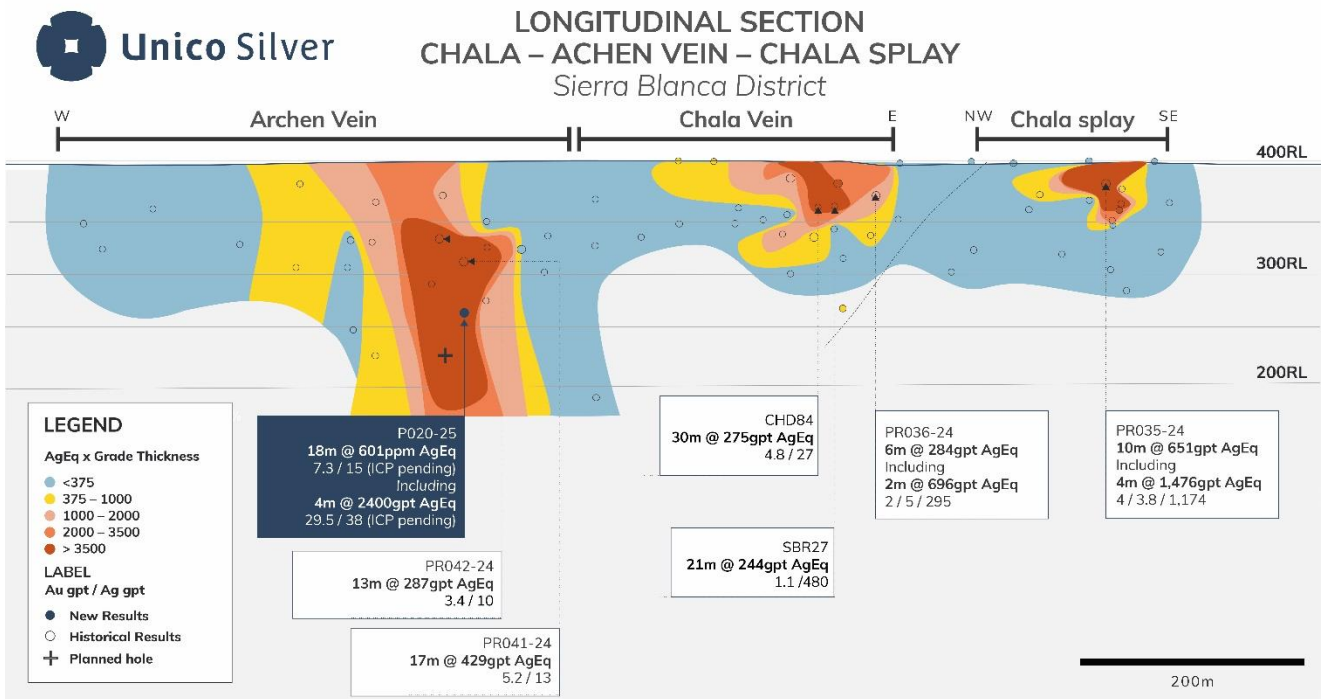 Unico Silver
LONGITUDINAL SECTION
CHALA – ACHEN VEIN – CHALA SPLAY
Sierra Blanca District
W
Archen Vein
Chala Vein
E
NW
Chala splay
SE
400RL
300RL
200RL
LEGEND
AgEq x Grade Thickness
<375
375 – 1000
1000 – 2000
2000 – 3500
> 3500
LABEL
Au gpt / Ag gpt
New Results
Historical Results
Planned hole
P020-25
18m @ 601ppm AgEq
7.3 / 15 (ICP pending)
Including
4m @ 2400gpt AgEq
29.5 / 38 (ICP pending)
PR042-24
13m @ 287gpt AgEq
3.4 / 10
PR041-24
17m @ 429gpt AgEq
5.2 / 13
CHD84
30m @ 275gpt AgEq
4.8 / 27
SBR27
21m @ 244gpt AgEq
1.1 /480
PR036-24
6m @ 284gpt AgEq
Including
2m @ 696gpt AgEq
2 / 5 / 295
PR035-24
10m @ 651gpt AgEq
Including
4m @ 1,476gpt AgEq
4 / 3.8 / 1,174
200m